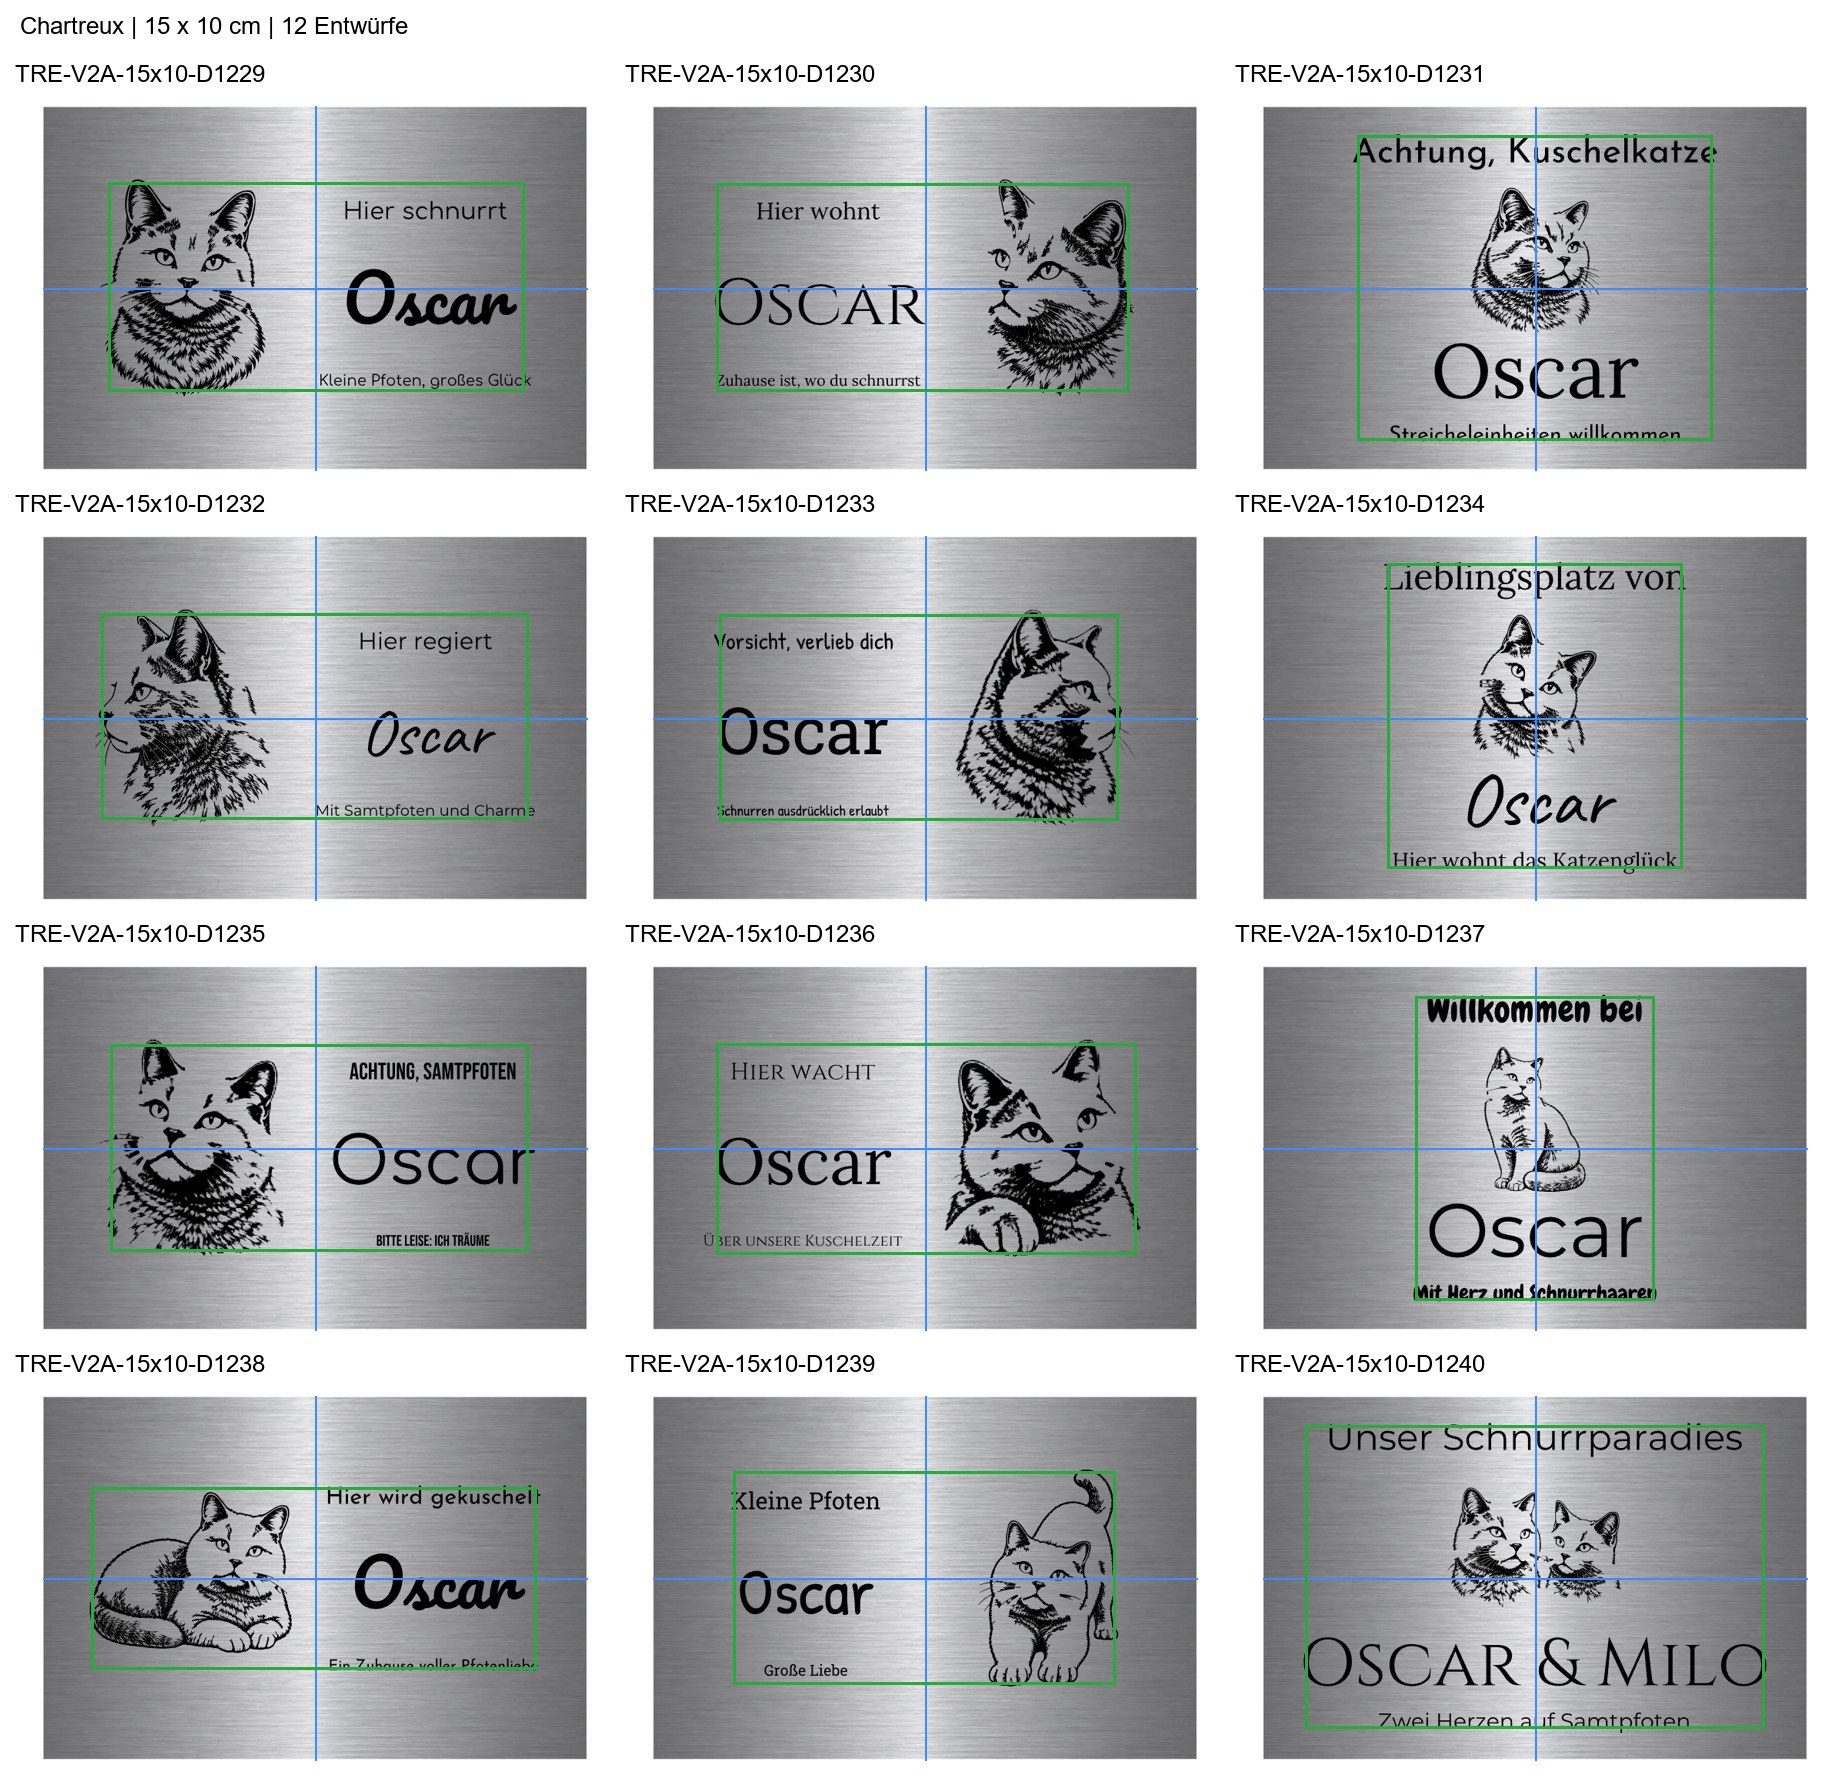 Chartreux | 15 x 10 cm | 12 Entwürfe
TRE-V2A-15x10-D1229
Hier schnurrt
Oscar
Kleine Pfoten, großes Glück
TRE-V2A-15x10-D1230
Hier wohnt
OSCAR
Zuhause ist, wo du schnurrst
TRE-V2A-15x10-D1231
Achtung, Kuschelkatze
Oscar
Streicheleinheiten willkommen
TRE-V2A-15x10-D1232
Hier regiert
Oscar
Mit Samtpfoten und Charme
TRE-V2A-15x10-D1233
Vorsicht, verlieb dich
Oscar
Schnurren ausdrücklich erlaubt
TRE-V2A-15x10-D1234
Lieblingsplatz von
Oscar
Hier wohnt das Katzenglück
TRE-V2A-15x10-D1235
ACHTUNG, SAMTPFOTEN
Oscar
BITTE LEISE: ICH TRÄUME
TRE-V2A-15x10-D1236
HIER WACHT
Oscar
ÜBER UNSERE KUSCHELZEIT
TRE-V2A-15x10-D1237
Willkommen bei
Oscar
Mit Herz und Schnurrhaaren
TRE-V2A-15x10-D1238
Hier wird gekuschelt
Oscar
Ein Zuhause voller Pfotenliebe
TRE-V2A-15x10-D1239
Kleine Pfoten
Oscar
Große Liebe
TRE-V2A-15x10-D1240
Unser Schnurrparadies
OSCAR & MILO
Zwei Herzen auf Samtpfoten